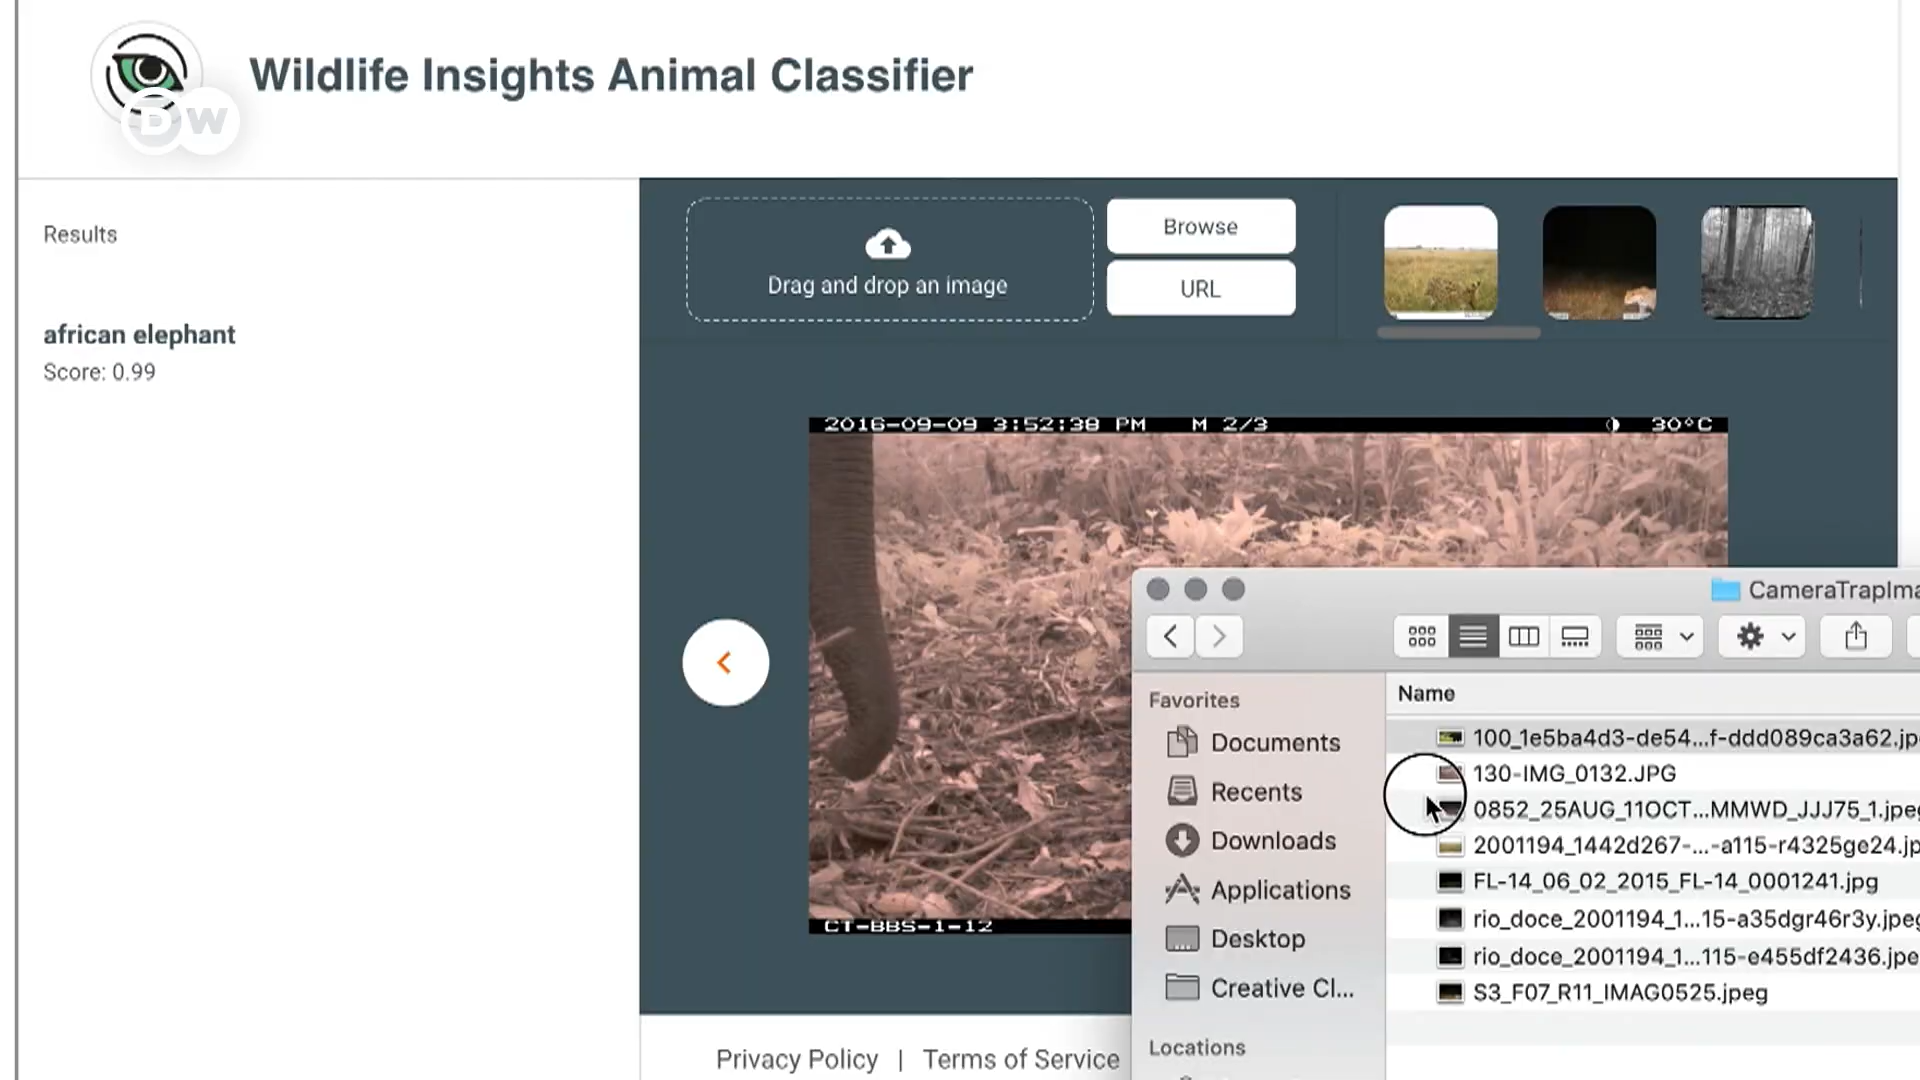 Wildlife Insights Animal Classifier
DW
Results
african elephant
Score: 0.99
Drag and drop an image
Browse
URL
2016-09-09 3:52:38 PM M 2/3 30°C
CT-BBS-1-12
CameraTrapIma
Favorites
Documents
Recents
Downloads
Applications
Desktop
Creative Cl...
Locations
Name
100_1e5ba4d3-de54...f-ddd089ca3a62.jp
130-IMG_0132.JPG
0852_25AUG_11OCT...MMWD_JJJ75_1.jpeg
2001194_1442d267-...-a115-r4325ge24.jp
FL-14_06_02_2015_FL-14_0001241.jpg
rio_doce_2001194_1...15-a35dgr46r3y.jpeg
rio_doce_2001194_1...115-e455df2436.jpe
S3_F07_R11_IMAG0525.jpeg
Privacy Policy | Terms of Service